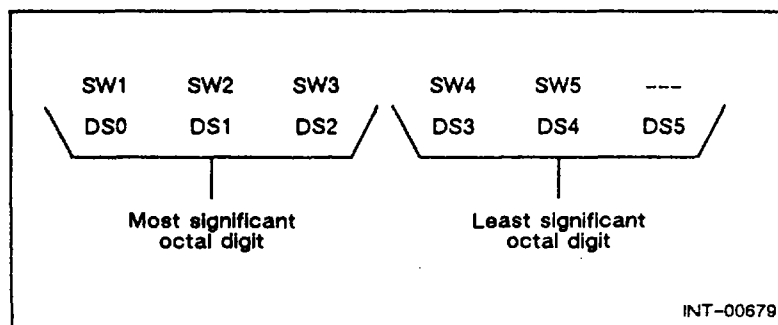 SW1 SW2 SW3 SW4 SW5 ---
DS0 DS1 DS2 DS3 DS4 DS5
Most significant
octal digit
Least significant
octal digit
INT-00679